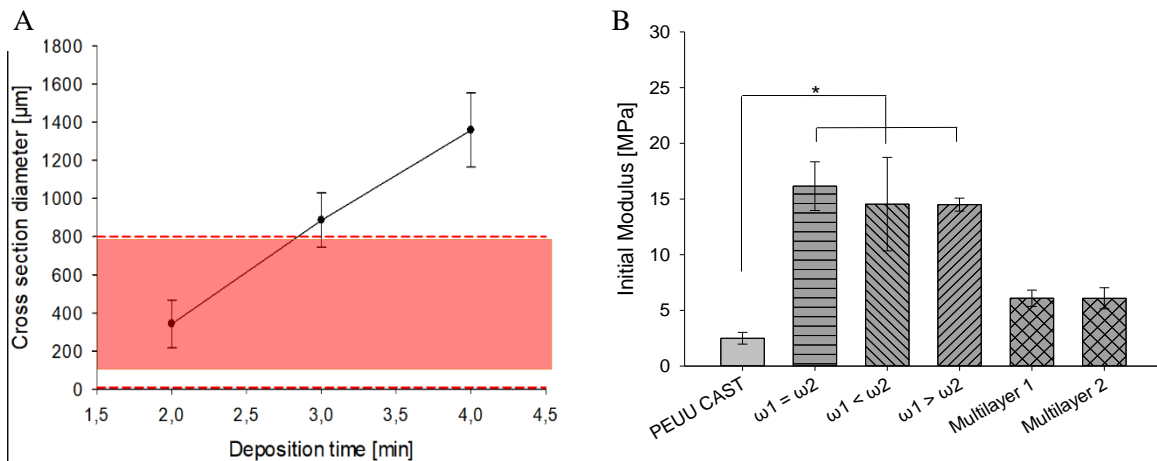 A
Cross section diameter [µm]
1800
1600
1400
1200
1000
800
600
400
200
0
1,5 2,0 2,5 3,0 3,5 4,0 4,5
Deposition time [min]
B
Initial Modulus [MPa]
30
25
20
15
10
5
0
*
PEUU CAST
ω1 = ω2
ω1 < ω2
ω1 > ω2
Multilayer 1
Multilayer 2